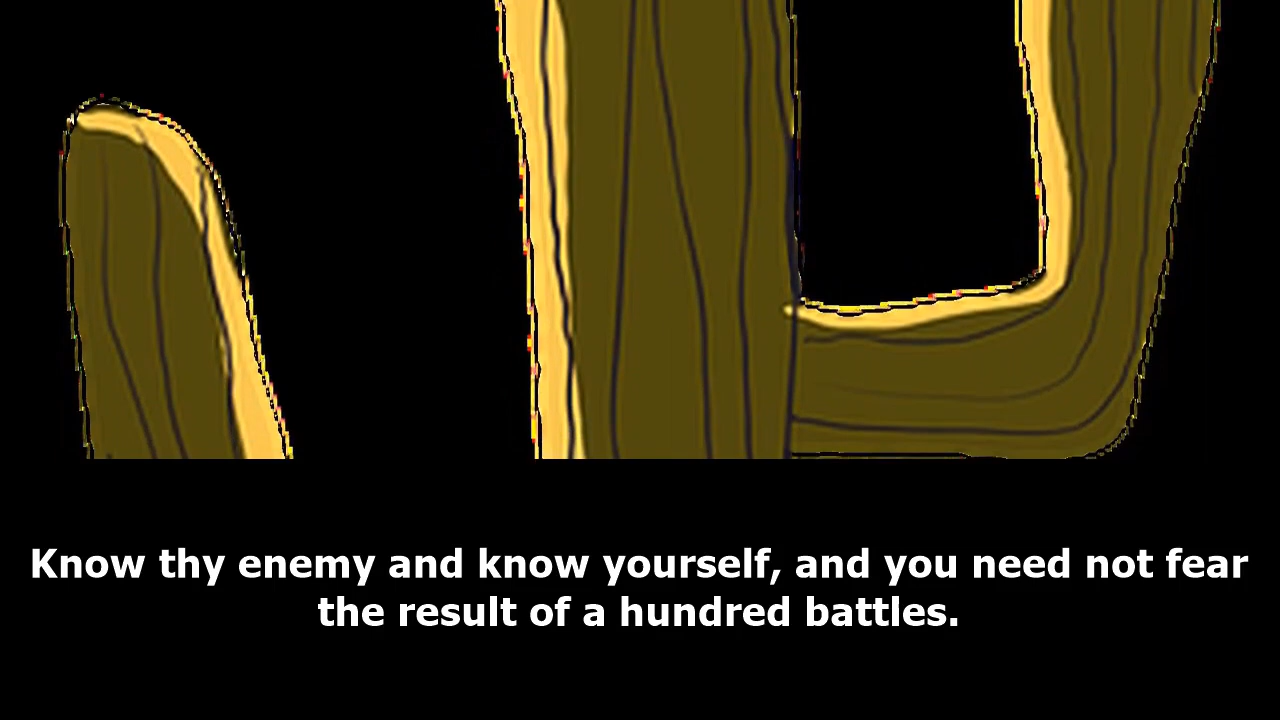 Know thy enemy and know yourself, and you need not fear
the result of a hundred battles.